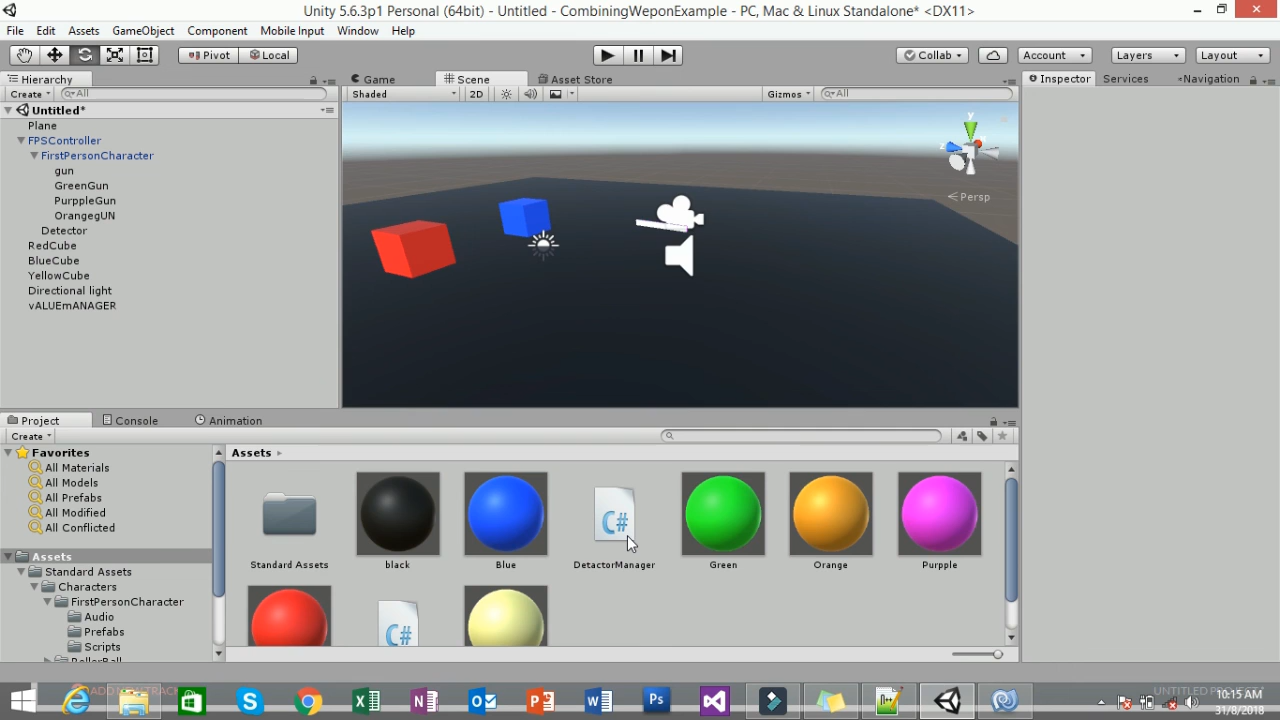 Unity 5.6.3p1 Personal (64bit) - Untitled - CombiningWeponExample - PC, Mac & Linux Standalone* <DX11>
File Edit Assets GameObject Component Mobile Input Window Help
Pivot Local Collab Account Layers Layout
Hierarchy Game Scene Asset Store Inspector Services Navigation
Create All Shaded 2D Gizmos All
Untitled*
Plane
FPSController
FirstPersonCharacter
gun
GreenGun
PurppleGun
OrangegUN
Detector
RedCube
BlueCube
YellowCube
Directional light
vALUEmANAGER
y
z
Persp
Project Console Animation
Create
Favorites
All Materials
All Models
All Prefabs
All Modified
All Conflicted
Assets
Standard Assets
Characters
FirstPersonCharacter
Audio
Prefabs
Scripts
RollerBall
Assets
C#
Standard Assets black Blue DetactorManager Green Orange Purpple
C#
10:15 AM
31/8/2018